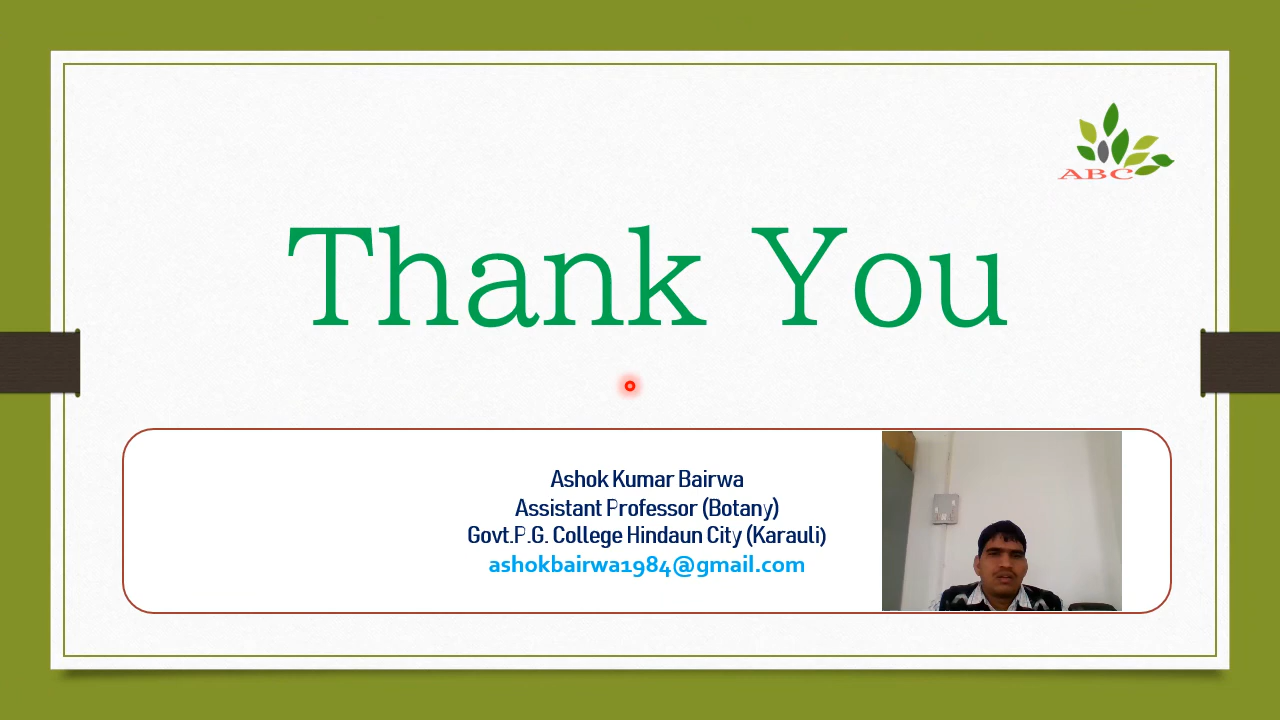 ABC
Thank You
Ashok Kumar Bairwa
Assistant Professor (Botany)
Govt.P.G. College Hindaun City (Karauli)
ashokbairwa1984@gmail.com